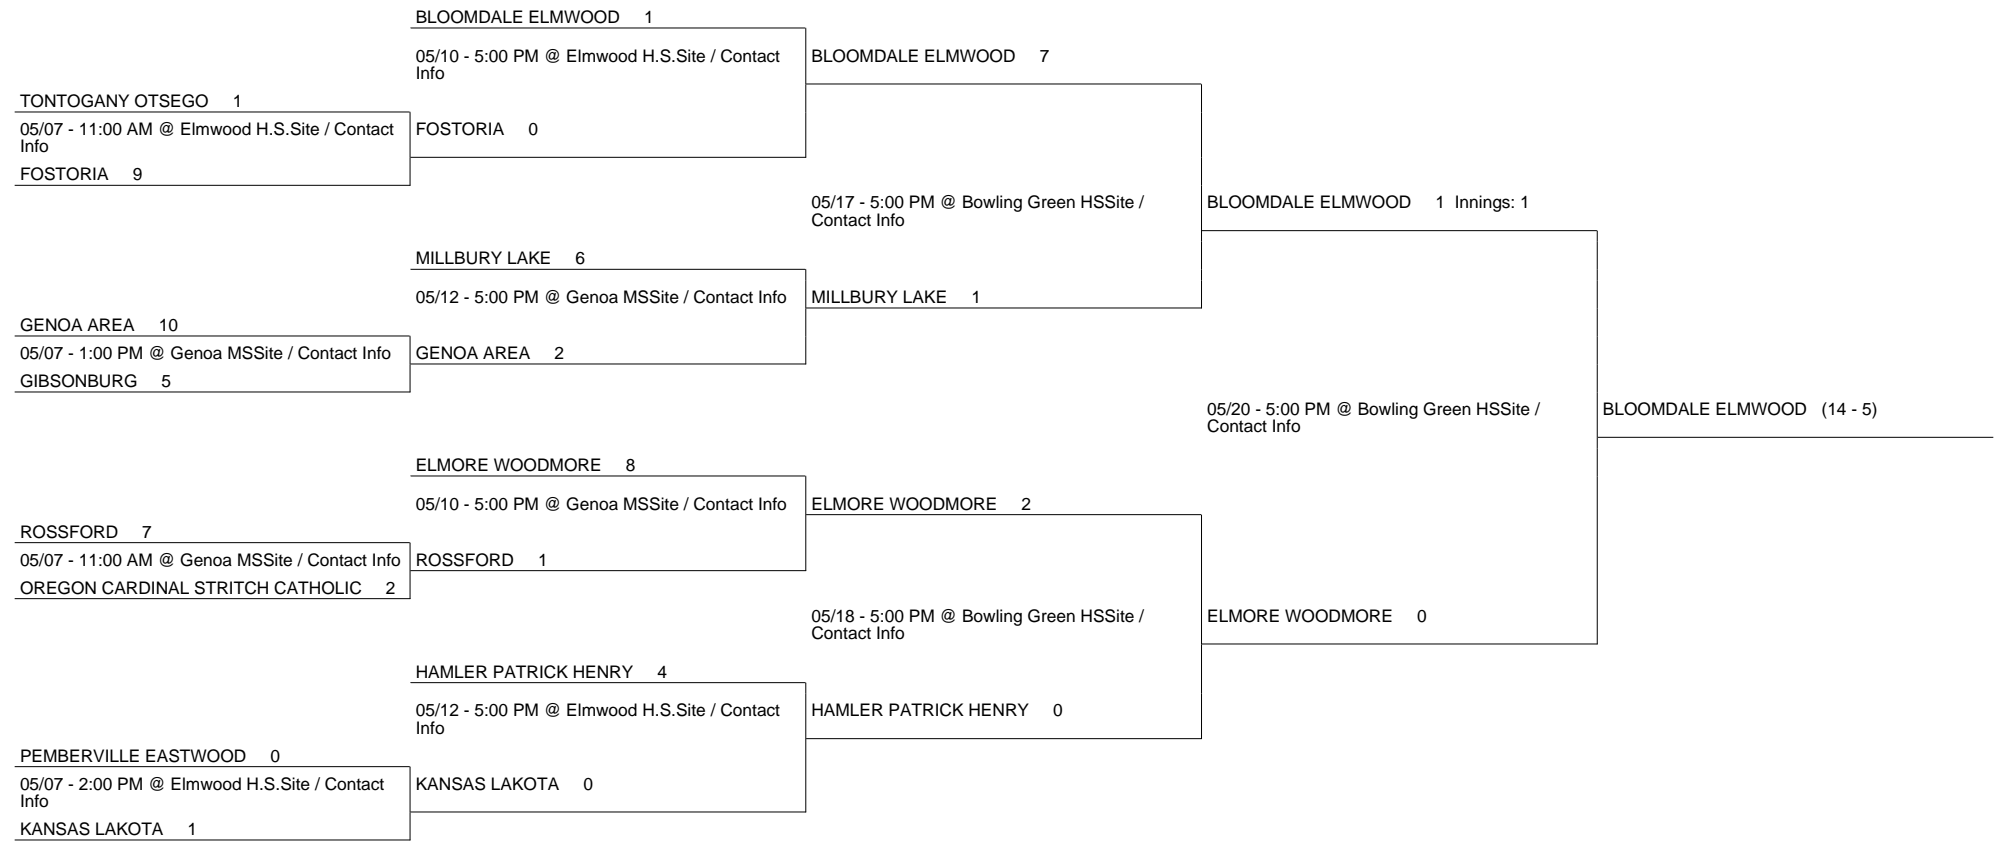 BLOOMDALE ELMWOOD 1
05/10 - 5:00 PM @ Elmwood H.S.Site / Contact
Info
BLOOMDALE ELMWOOD 7
TONTOGANY OTSEGO 1
05/07 - 11:00 AM @ Elmwood H.S.Site / Contact
Info
FOSTORIA 0
FOSTORIA 9
05/17 - 5:00 PM @ Bowling Green HSSite /
Contact Info
BLOOMDALE ELMWOOD 1 Innings: 1
MILLBURY LAKE 6
05/12 - 5:00 PM @ Genoa MSSite / Contact Info
MILLBURY LAKE 1
GENOA AREA 10
05/07 - 1:00 PM @ Genoa MSSite / Contact Info
GENOA AREA 2
GIBSONBURG 5
05/20 - 5:00 PM @ Bowling Green HSSite /
Contact Info
BLOOMDALE ELMWOOD (14 - 5)
ELMORE WOODMORE 8
05/10 - 5:00 PM @ Genoa MSSite / Contact Info
ELMORE WOODMORE 2
ROSSFORD 7
05/07 - 11:00 AM @ Genoa MSSite / Contact Info
ROSSFORD 1
OREGON CARDINAL STRITCH CATHOLIC 2
05/18 - 5:00 PM @ Bowling Green HSSite /
Contact Info
ELMORE WOODMORE 0
HAMLER PATRICK HENRY 4
05/12 - 5:00 PM @ Elmwood H.S.Site / Contact
Info
HAMLER PATRICK HENRY 0
PEMBERVILLE EASTWOOD 0
05/07 - 2:00 PM @ Elmwood H.S.Site / Contact
Info
KANSAS LAKOTA 0
KANSAS LAKOTA 1